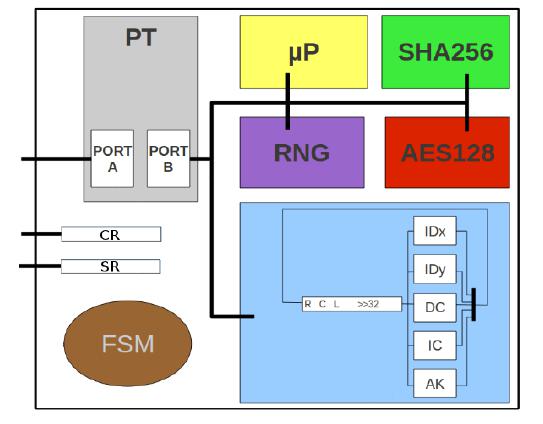 PT
µP
SHA256
PORT
A
PORT
B
RNG
AES128
CR
SR
FSM
IDx
IDy
R C L >>32
DC
IC
AK